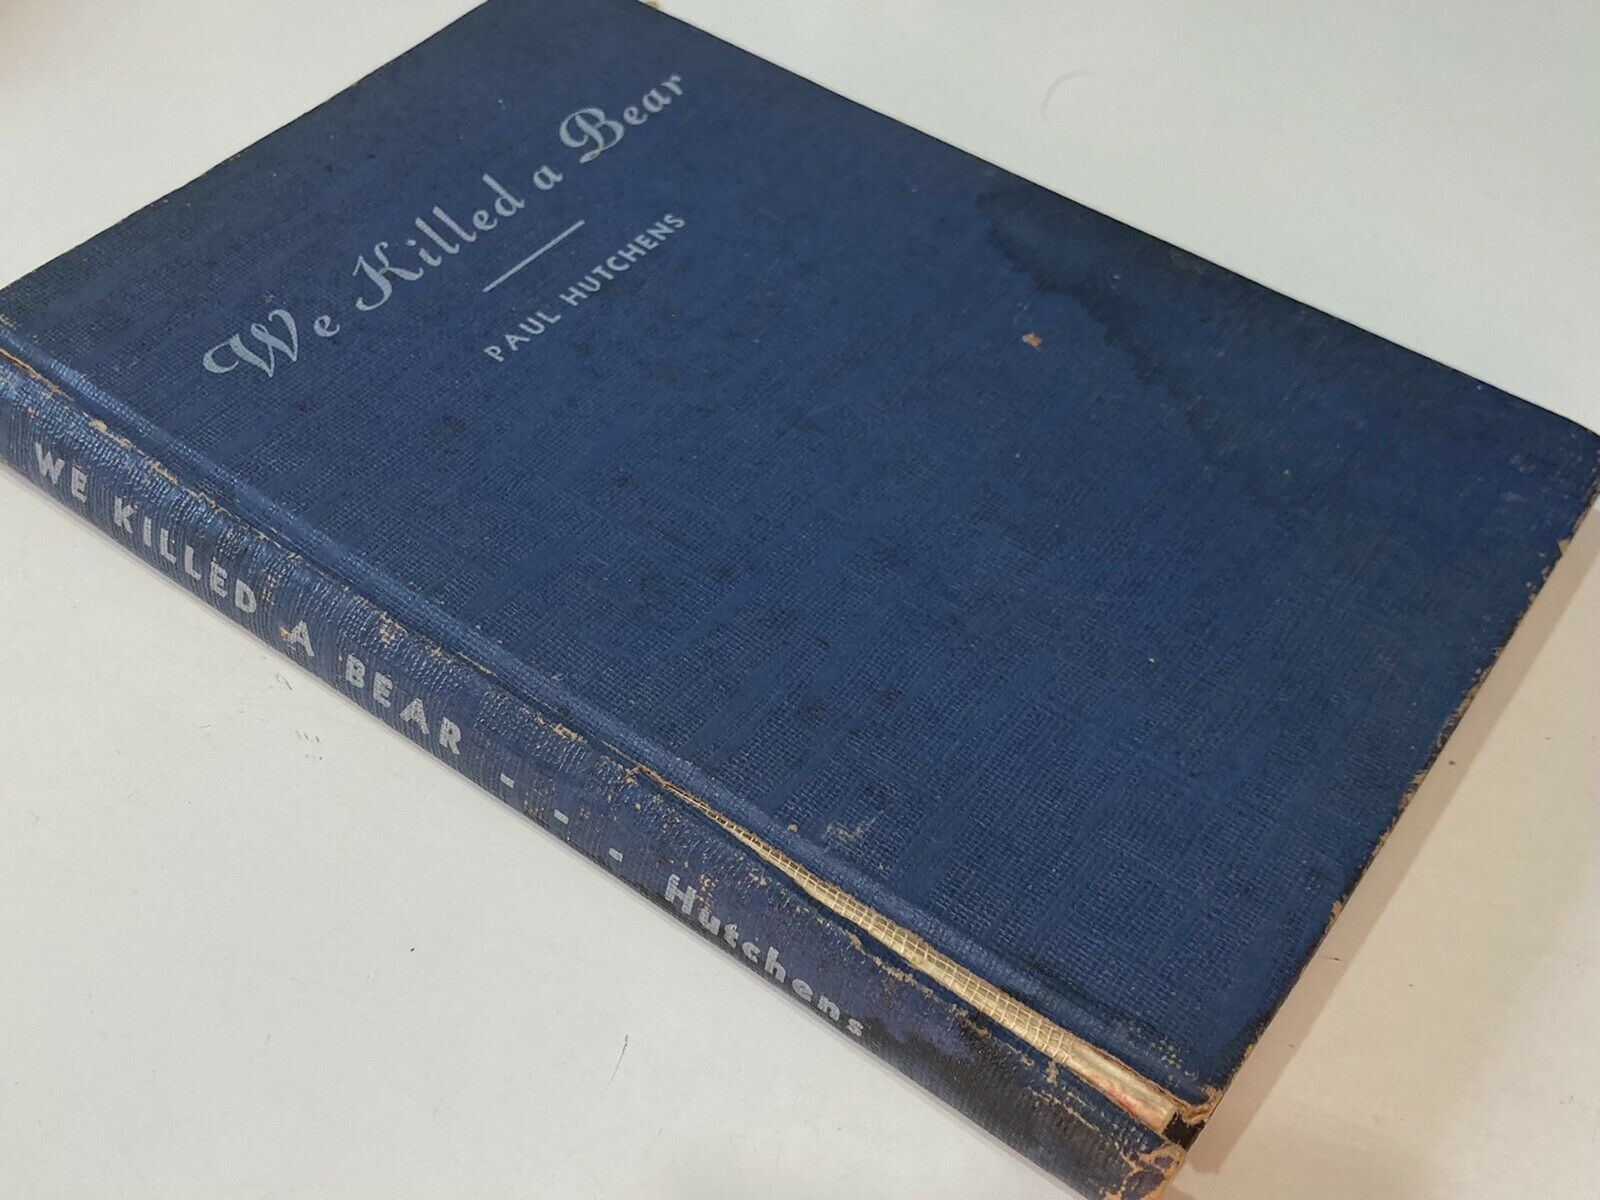 We Killed a Bear
PAUL HUTCHENS
WE KILLED A BEAR - - - Hutchens